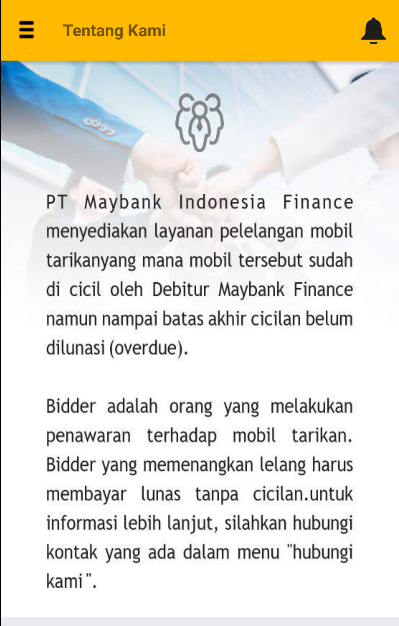 Tentang Kami
PT Maybank Indonesia Finance
menyediakan layanan pelelangan mobil
tarikanyang mana mobil tersebut sudah
di cicil oleh Debitur Maybank Finance
namun nampai batas akhir cicilan belum
dilunasi (overdue).
Bidder adalah orang yang melakukan
penawaran terhadap mobil tarikan.
Bidder yang memenangkan lelang harus
membayar lunas tanpa cicilan.untuk
informasi lebih lanjut, silahkan hubungi
kontak yang ada dalam menu "hubungi
kami ".